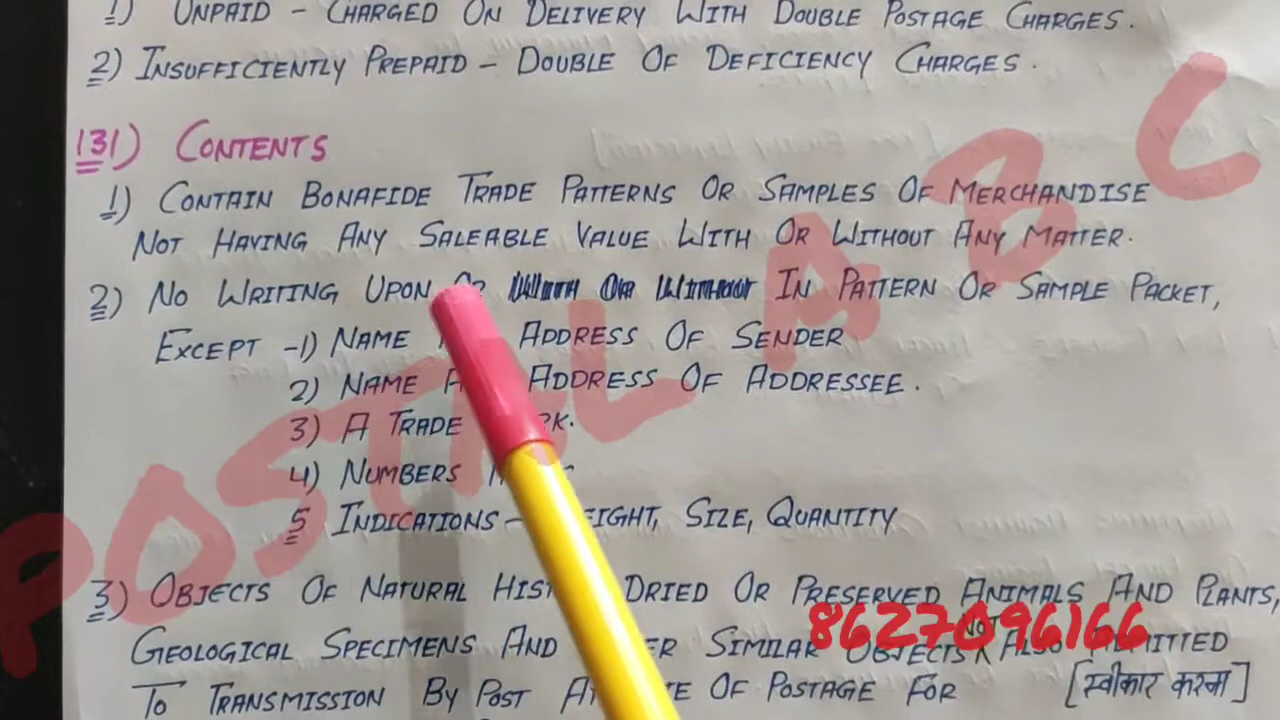 1) UNPAID - CHARGED ON DELIVERY WITH DOUBLE POSTAGE CHARGES.
2) INSUFFICIENTLY PREPAID - DOUBLE OF DEFICIENCY CHARGES.
131) CONTENTS
1) CONTAIN BONAFIDE TRADE PATTERNS OR SAMPLES OF MERCHANDISE
NOT HAVING ANY SALEABLE VALUE WITH OR WITHOUT ANY MATTER.
2) NO WRITING UPON OR IN PATTERN OR SAMPLE PACKET,
EXCEPT -1) NAME ADDRESS OF SENDER
2) NAME ADDRESS OF ADDRESSEE.
3) A TRADE
4) NUMBERS
5 INDICATIONS - SIZE, QUANTITY
3) OBJECTS OF NATURAL DRIED OR PRESERVED ANIMALS AND PLANTS,
GEOLOGICAL SPECIMENS AND SIMILAR OBJECTS NOT ALSO ADMITTED
TO TRANSMISSION BY POST OF POSTAGE FOR [स्वीकार करना]
POSTAL ABC
8627096166